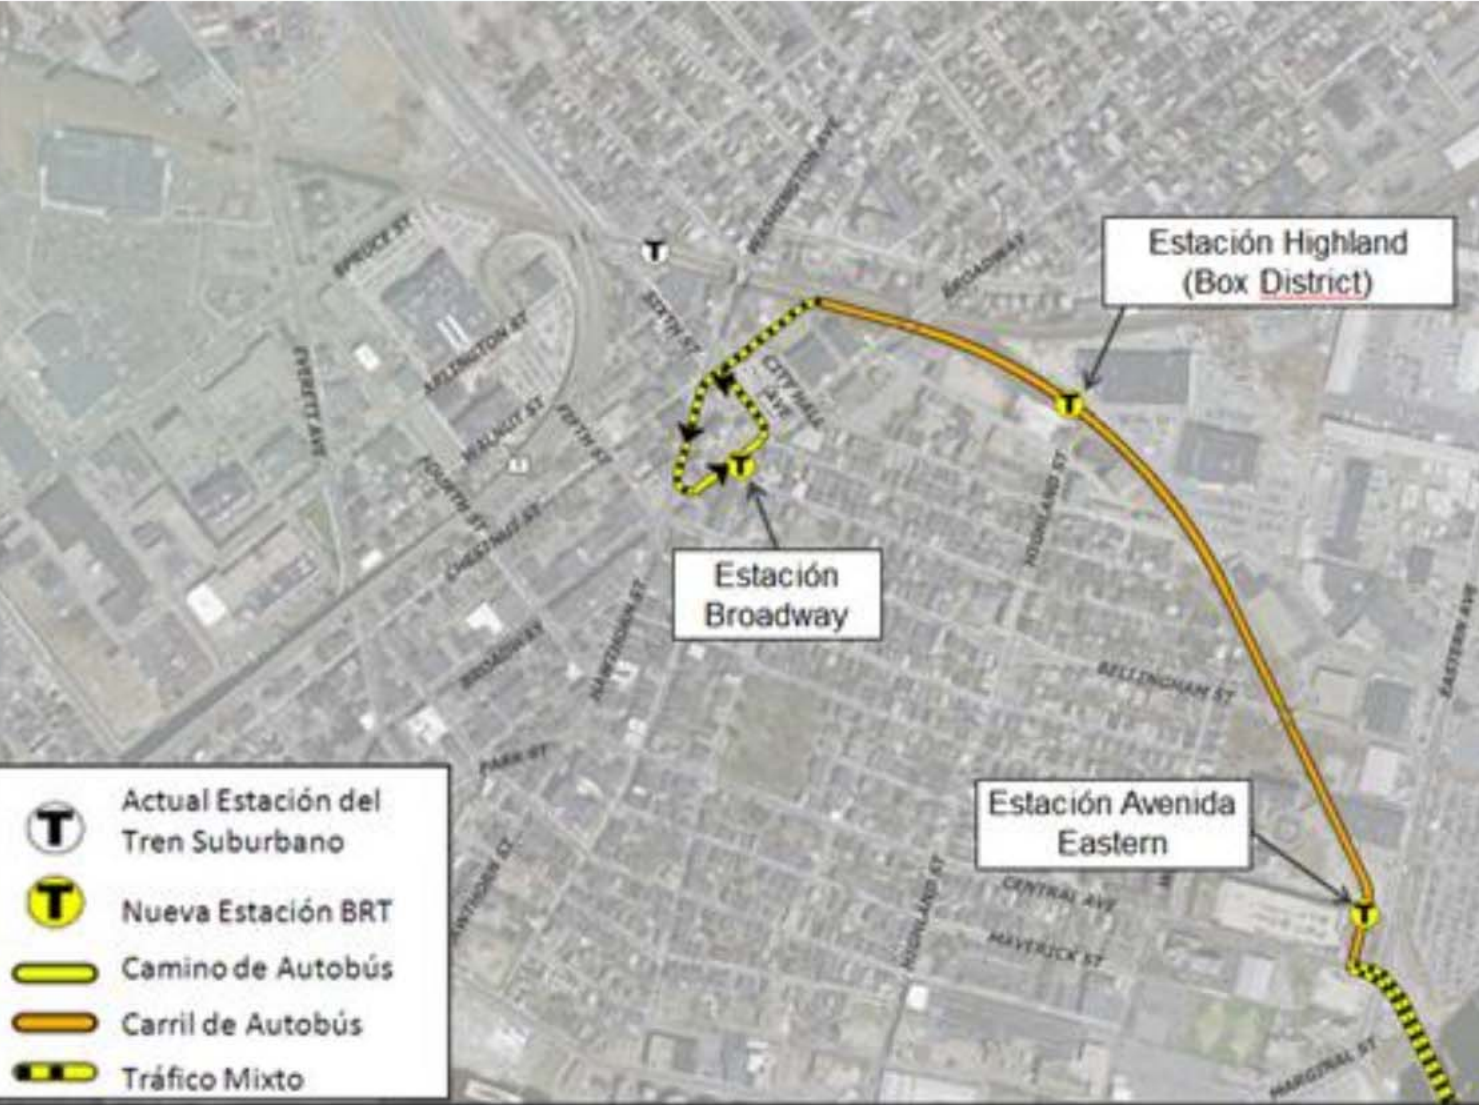 WASHINGTON AVE
SPRUCE ST
BROADWAY
Estación Highland
(Box District)
SIXTH ST
ARLINGTON ST
EVERETT AVE
CITY HALL
AVE
WALNUT ST
FIFTH ST
FOURTH ST
CHESTNUT ST
HIGHLAND ST
Estación
Broadway
HAWTHORN ST
BROADWAY
BELLINGHAM ST
EASTERN AVE
PARK ST
Estación Avenida
Eastern
HIGHLAND ST
CENTRAL AVE
MAVERICK ST
MARGINAL ST
T
Actual Estación del
Tren Suburbano
T
Nueva Estación BRT
Camino de Autobús
Carril de Autobús
Tráfico Mixto
T
T
T
T